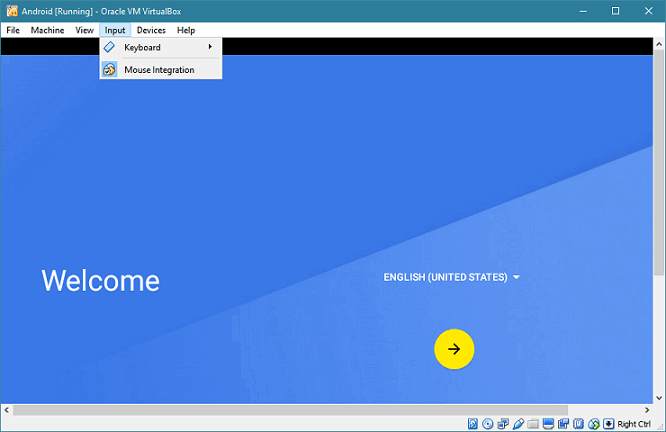 Android [Running] - Oracle VM VirtualBox
File Machine View Input Devices Help
Keyboard
Mouse Integration
Welcome
ENGLISH (UNITED STATES)
Right Ctrl